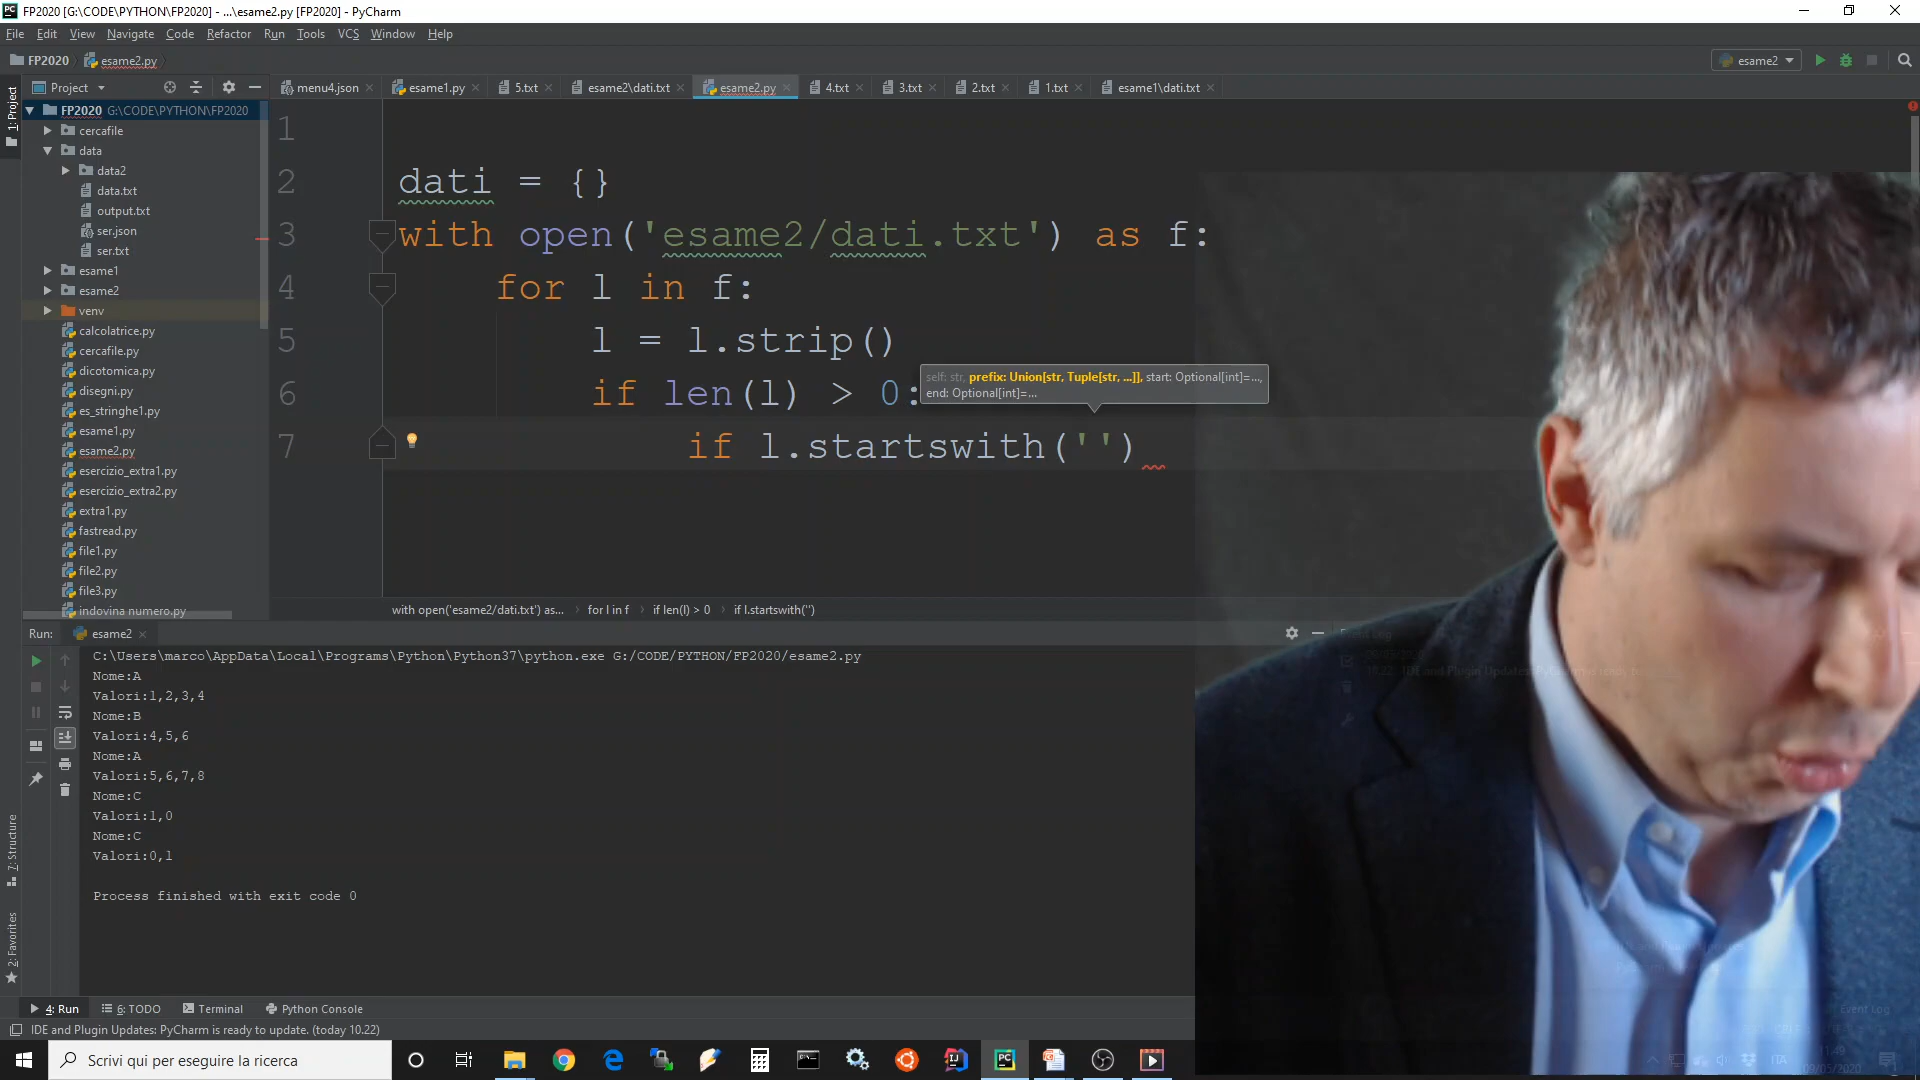 FP2020 [G:\CODE\PYTHON\FP2020] - ...\esame2.py [FP2020] - PyCharm
File Edit View Navigate Code Refactor Run Tools VCS Window Help
FP2020 esame2.py esame2
Project menu4.json esame1.py 5.txt esame2\dati.txt esame2.py 4.txt 3.txt 2.txt 1.txt esame1\dati.txt
1: Project
FP2020 G:\CODE\PYTHON\FP2020
cercafile
data
data2
data.txt
output.txt
ser.json
ser.txt
esame1
esame2
venv
calcolatrice.py
cercafile.py
dicotomica.py
disegni.py
es_stringhe1.py
esame1.py
esame2.py
esercizio_extra1.py
esercizio_extra2.py
extra1.py
fastread.py
file1.py
file2.py
file3.py
indovina numero.py
1
2 dati = {}
3 with open('esame2/dati.txt') as f:
4 for l in f:
5 l = l.strip()
6 if len(l) > 0:
7 if l.startswith('')
self: str, prefix: Union[str, Tuple[str, ...]], start: Optional[int]=...,
end: Optional[int]=...
with open('esame2/dati.txt') as... for l in f if len(l) > 0 if l.startswith('')
Run: esame2
Event Log
C:\Users\marco\AppData\Local\Programs\Python\Python37\python.exe G:/CODE/PYTHON/FP2020/esame2.py
Nome:A
Valori:1,2,3,4
Nome:B
Valori:4,5,6
Nome:A
Valori:5,6,7,8
Nome:C
Valori:1,0
Nome:C
Valori:0,1
Process finished with exit code 0
7: Structure
2: Favorites
4: Run 6: TODO Terminal Python Console Event Log
IDE and Plugin Updates: PyCharm is ready to update. (today 10.22)
Scrivi qui per eseguire la ricerca
ITA
11:49
09/05/2020